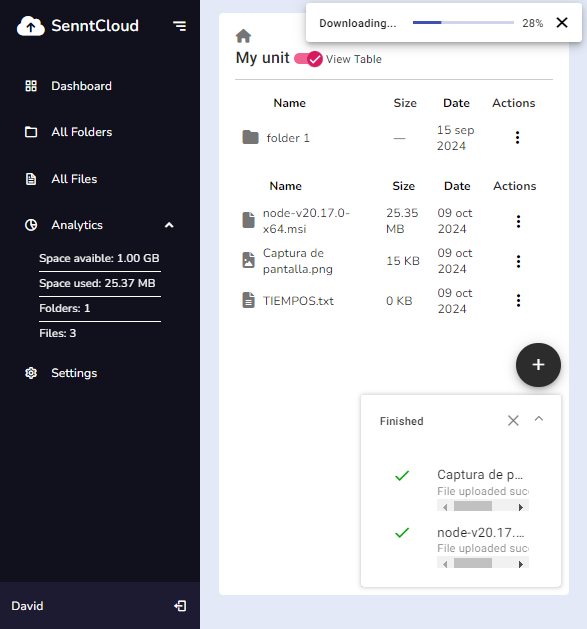 SenntCloud
Dashboard
All Folders
All Files
Analytics
Space avaible: 1.00 GB
Space used: 25.37 MB
Folders: 1
Files: 3
Settings
David
Downloading... 28%
My unit View Table
Name Size Date Actions
folder 1 — 15 sep
2024
Name Size Date Actions
node-v20.17.0- 25.35 09 oct
x64.msi MB 2024
Captura de 15 KB 09 oct
pantalla.png 2024
TIEMPOS.txt 0 KB 09 oct
2024
+
Finished
Captura de p...
File uploaded suc
node-v20.17....
File uploaded suc